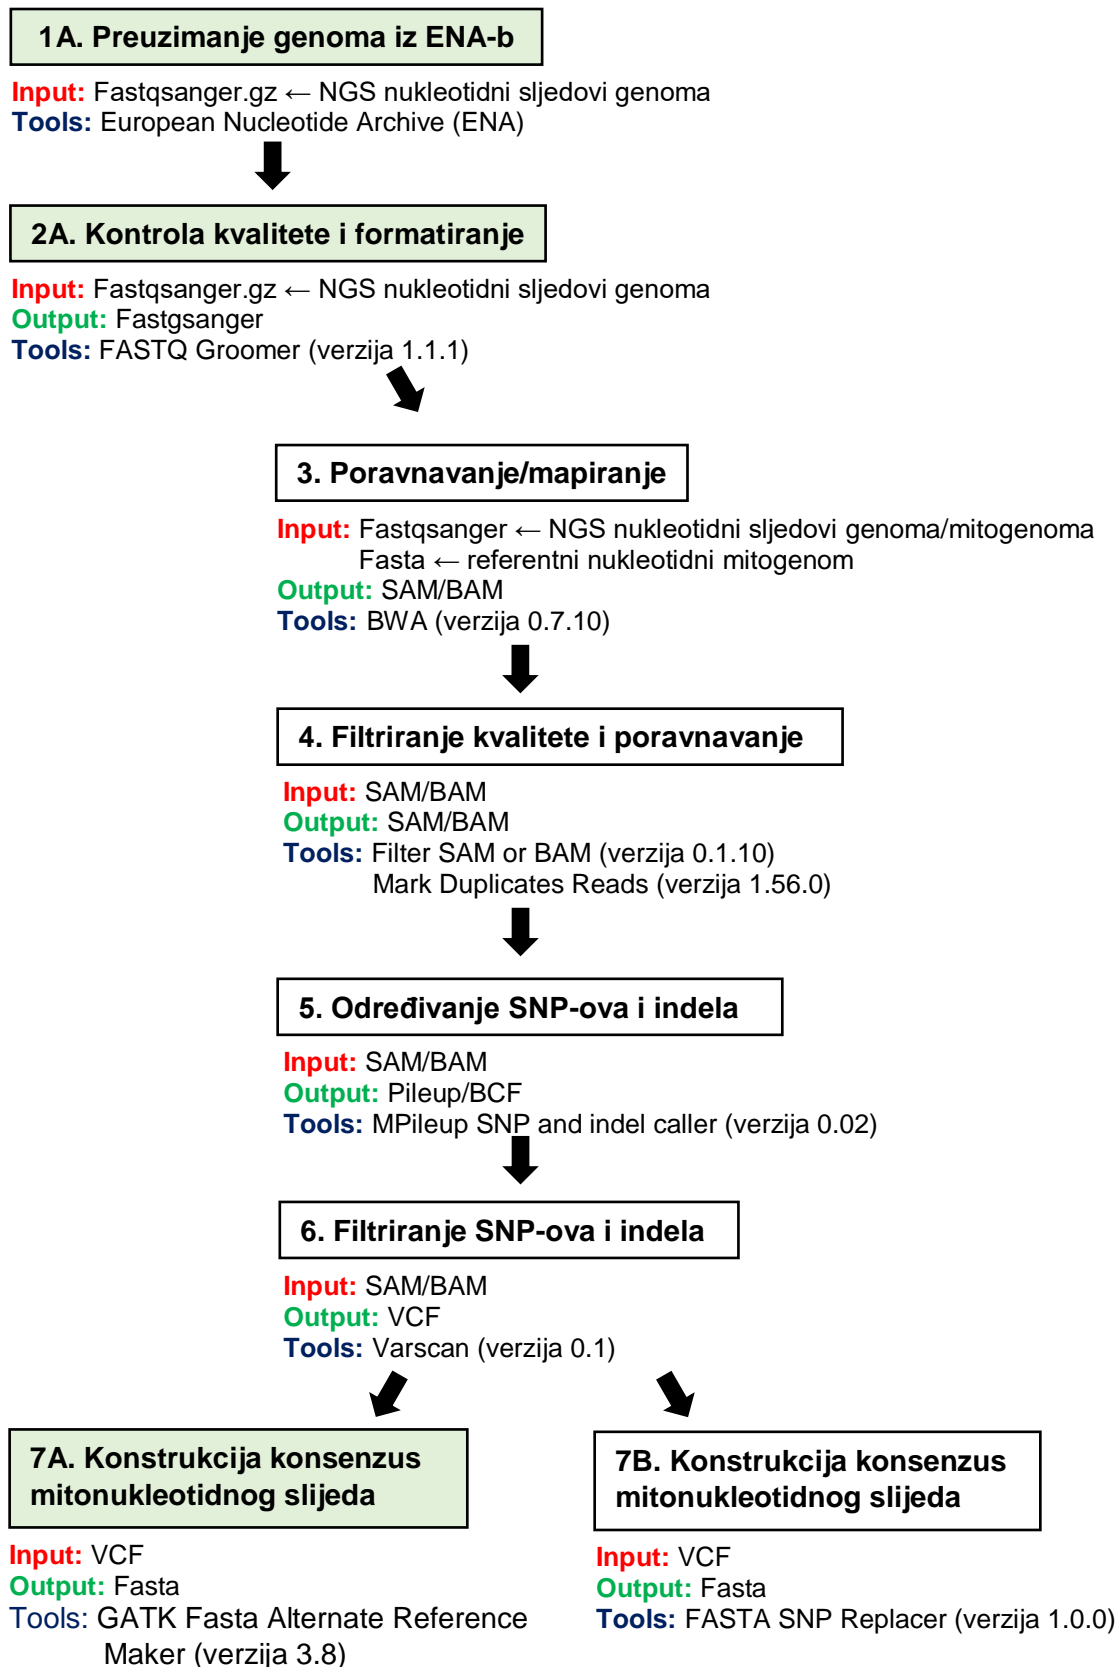 1A. Preuzimanje genoma iz ENA-b
Input: Fastqsanger.gz ← NGS nukleotidni sljedovi genoma
Tools: European Nucleotide Archive (ENA)
2A. Kontrola kvalitete i formatiranje
Input: Fastqsanger.gz ← NGS nukleotidni sljedovi genoma
Output: Fastgsanger
Tools: FASTQ Groomer (verzija 1.1.1)
3. Poravnavanje/mapiranje
Input: Fastqsanger ← NGS nukleotidni sljedovi genoma/mitogenoma
Fasta ← referentni nukleotidni mitogenom
Output: SAM/BAM
Tools: BWA (verzija 0.7.10)
4. Filtriranje kvalitete i poravnavanje
Input: SAM/BAM
Output: SAM/BAM
Tools: Filter SAM or BAM (verzija 0.1.10)
Mark Duplicates Reads (verzija 1.56.0)
5. Određivanje SNP-ova i indela
Input: SAM/BAM
Output: Pileup/BCF
Tools: MPileup SNP and indel caller (verzija 0.02)
6. Filtriranje SNP-ova i indela
Input: SAM/BAM
Output: VCF
Tools: Varscan (verzija 0.1)
7A. Konstrukcija konsenzus
mitonukleotidnog slijeda
Input: VCF
Output: Fasta
Tools: GATK Fasta Alternate Reference
Maker (verzija 3.8)
7B. Konstrukcija konsenzus
mitonukleotidnog slijeda
Input: VCF
Output: Fasta
Tools: FASTA SNP Replacer (verzija 1.0.0)